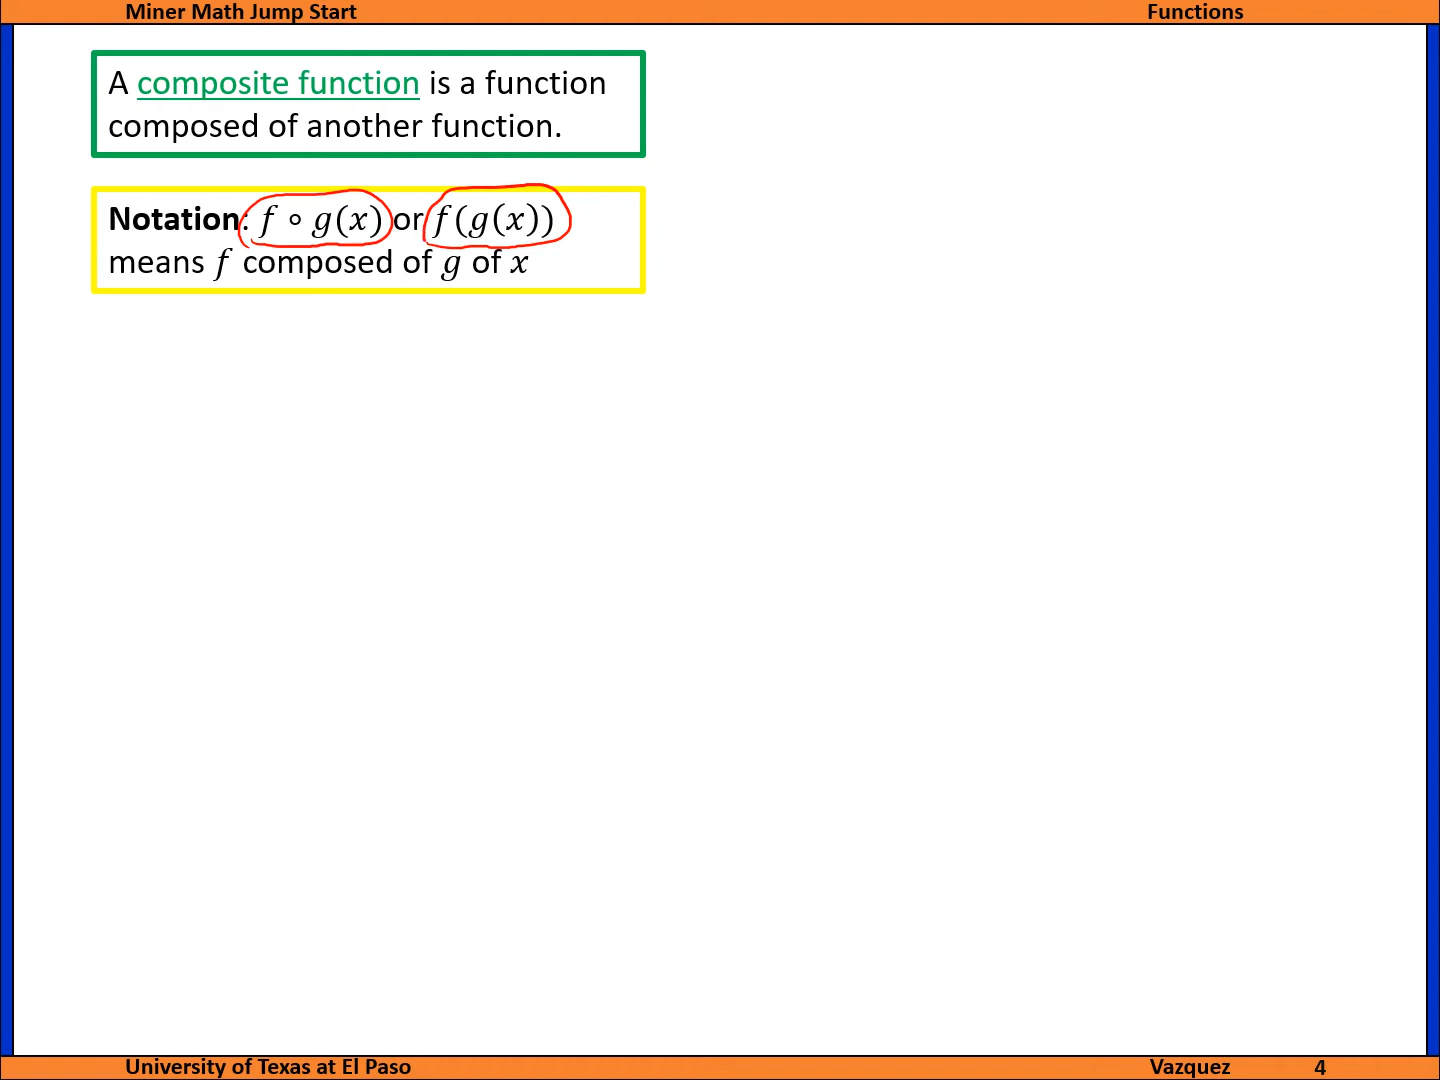 Miner Math Jump Start
Functions
A composite function is a function
composed of another function.
Notation: f ∘ g(x) or f(g(x))
means f composed of g of x
University of Texas at El Paso
Vazquez
4